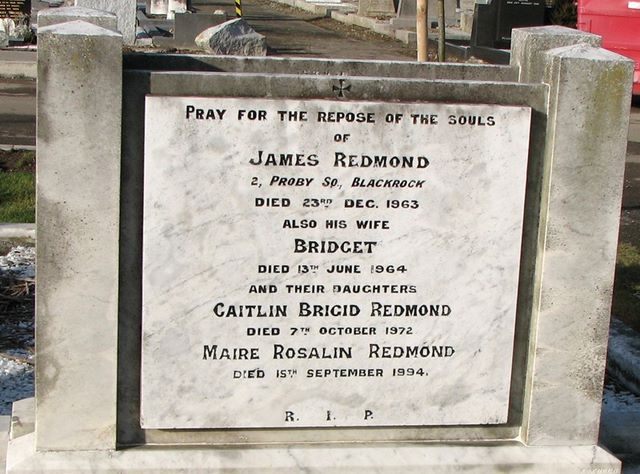 PRAY FOR THE REPOSE OF THE SOULS
OF
JAMES REDMOND
2, PROBY SQ., BLACKROCK
DIED 23RD DEC. 1963
ALSO HIS WIFE
BRIDGET
DIED 13TH JUNE 1964
AND THEIR DAUGHTERS
CAITLIN BRIGID REDMOND
DIED 7TH OCTOBER 1972
MAIRE ROSALIN REDMOND
DIED 15TH SEPTEMBER 1994.
R. I. P.